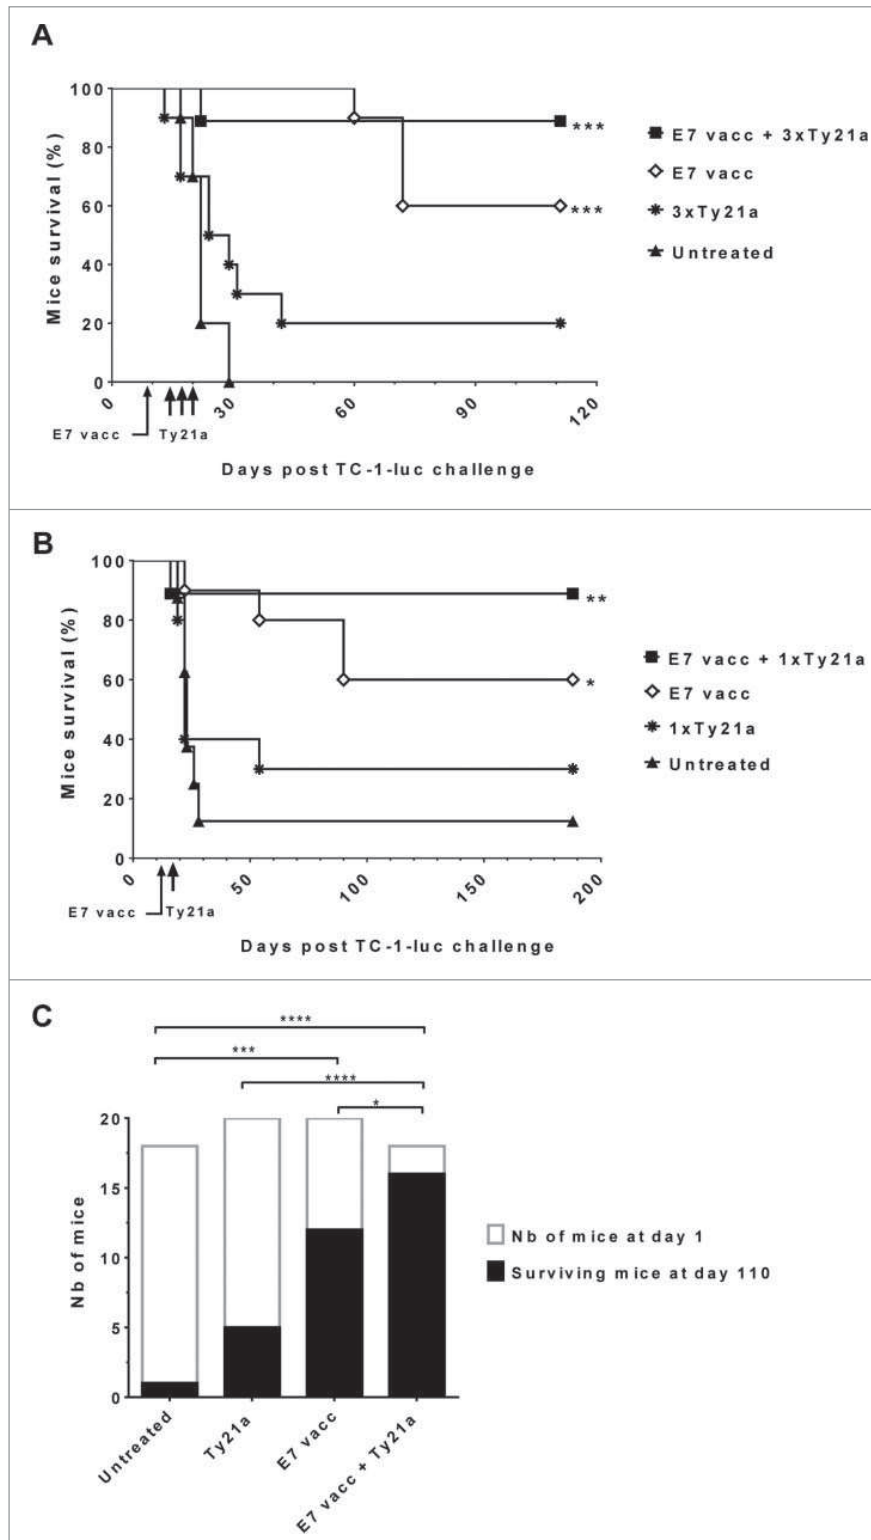 A
100
80
60
40
20
0
Mice survival (%)
***
***
E7 vacc + 3xTy21a
E7 vacc
3xTy21a
Untreated
0
30
60
90
120
E7 vacc
Ty21a
Days post TC-1-luc challenge
B
100
80
60
40
20
0
Mice survival (%)
**
*
E7 vacc + 1xTy21a
E7 vacc
1xTy21a
Untreated
0
50
100
150
200
E7 vacc
Ty21a
Days post TC-1-luc challenge
C
****
***
****
*
20
15
10
5
0
Nb of mice
Nb of mice at day 1
Surviving mice at day 110
Untreated
Ty21a
E7 vacc
E7 vacc + Ty21a